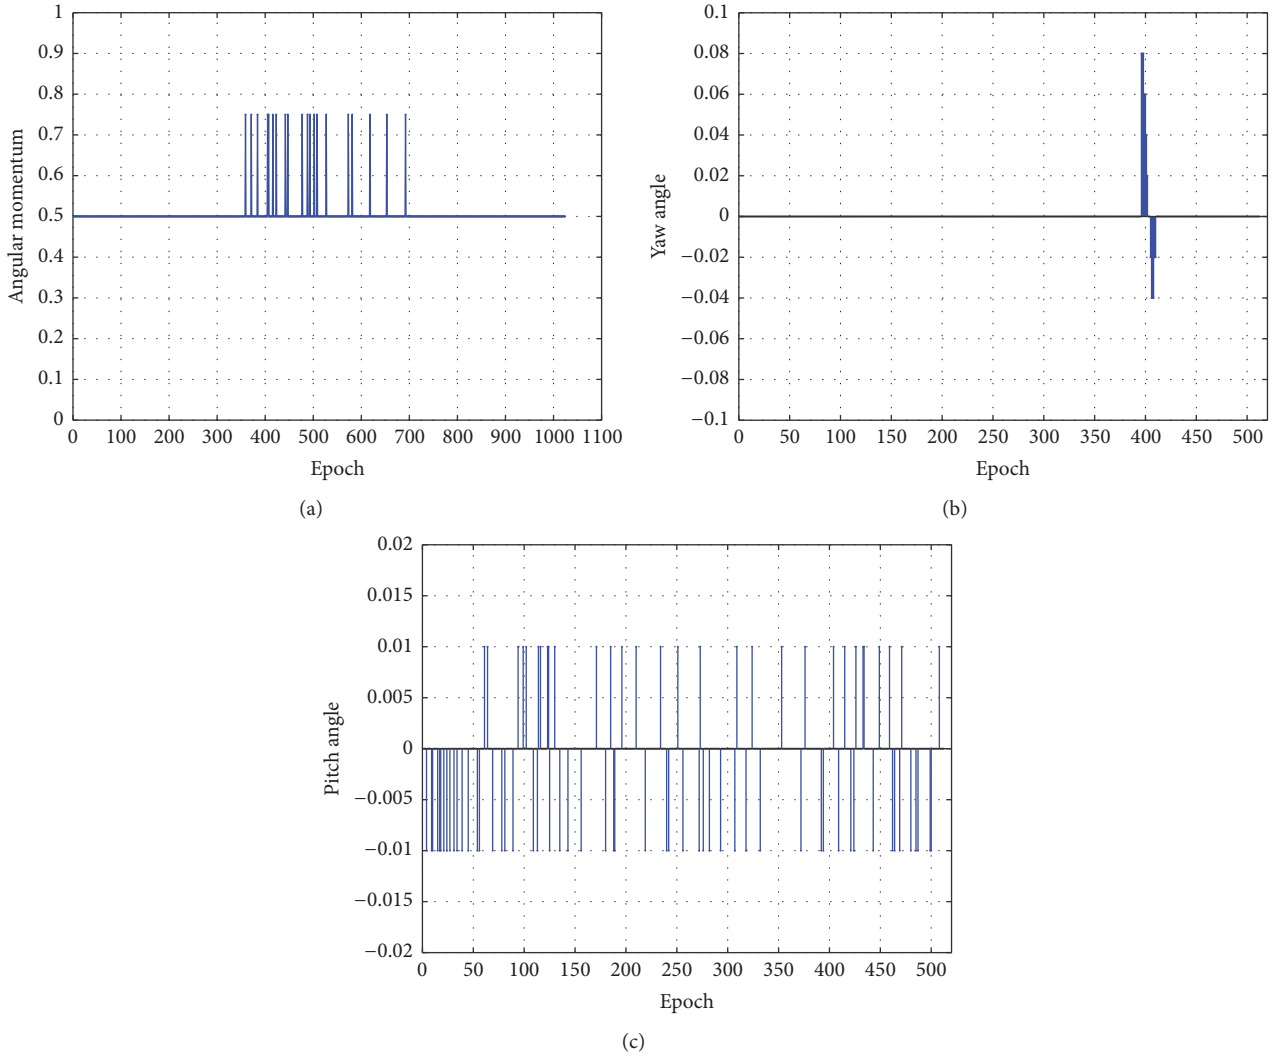 1
0.9
0.8
0.7
0.6
0.5
0.4
0.3
0.2
0.1
0
Angular momentum
0 100 200 300 400 500 600 700 800 900 1000 1100
Epoch
(a)
0.1
0.08
0.06
0.04
0.02
0
−0.02
−0.04
−0.06
−0.08
−0.1
Yaw angle
0 50 100 150 200 250 300 350 400 450 500
Epoch
(b)
0.02
0.015
0.01
0.005
0
−0.005
−0.01
−0.015
−0.02
Pitch angle
0 50 100 150 200 250 300 350 400 450 500
Epoch
(c)